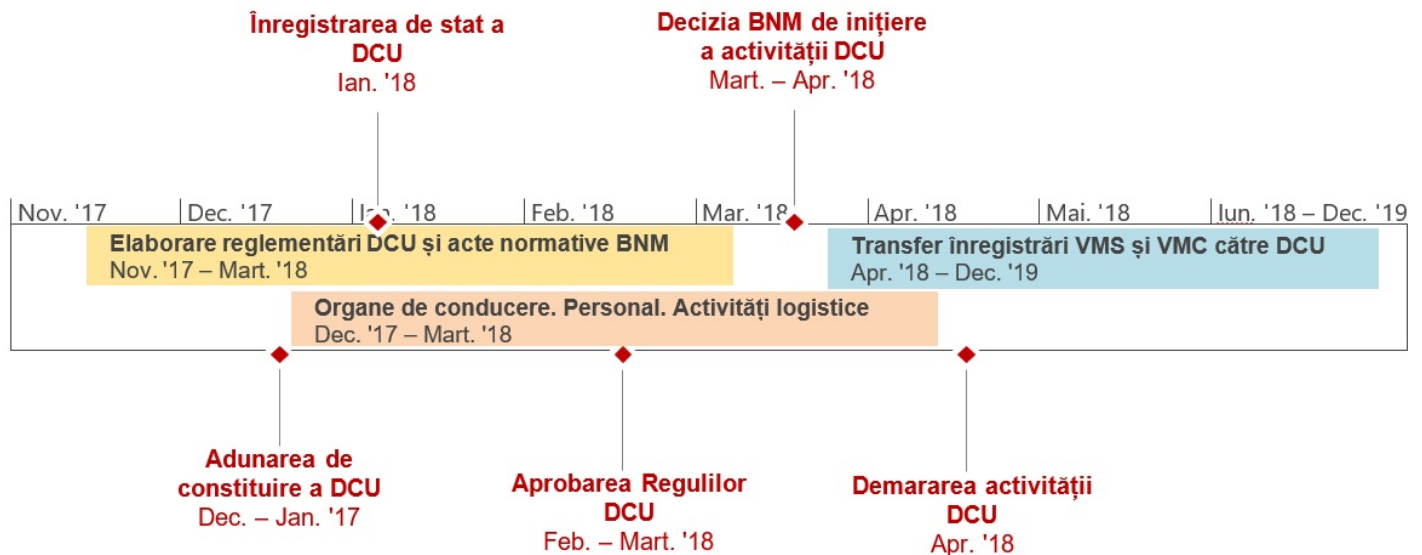 Înregistrarea de stat a
DCU
Ian. '18
Decizia BNM de inițiere
a activității DCU
Mart. – Apr. '18
Nov. '17
Dec. '17
Ian. '18
Feb. '18
Mar. '18
Apr. '18
Mai. '18
Iun. '18 – Dec. '19
Elaborare reglementări DCU și acte normative BNM
Nov. '17 – Mart. '18
Transfer înregistrări VMS și VMC către DCU
Apr. '18 – Dec. '19
Organe de conducere. Personal. Activități logistice
Dec. '17 – Mart. '18
Adunarea de
constituire a DCU
Dec. – Jan. '17
Aprobarea Regulilor
DCU
Feb. – Mart. '18
Demararea activității
DCU
Apr. '18